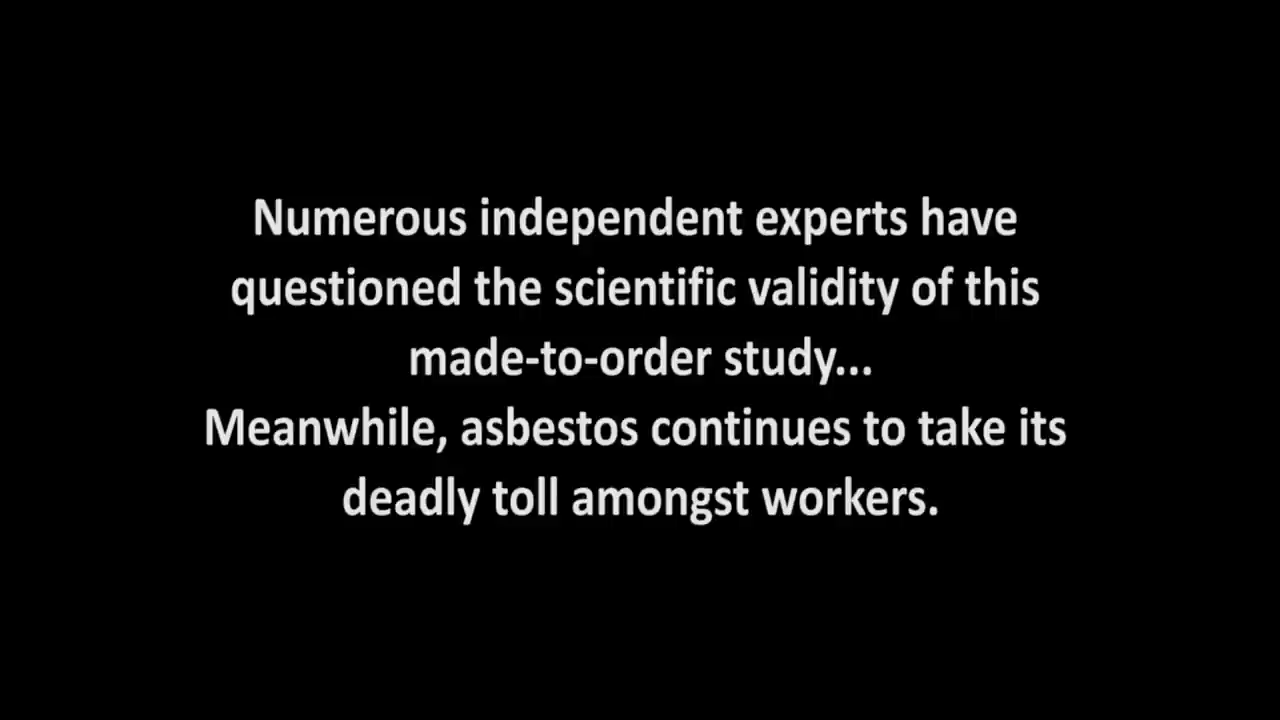 Numerous independent experts have
questioned the scientific validity of this
made-to-order study...
Meanwhile, asbestos continues to take its
deadly toll amongst workers.